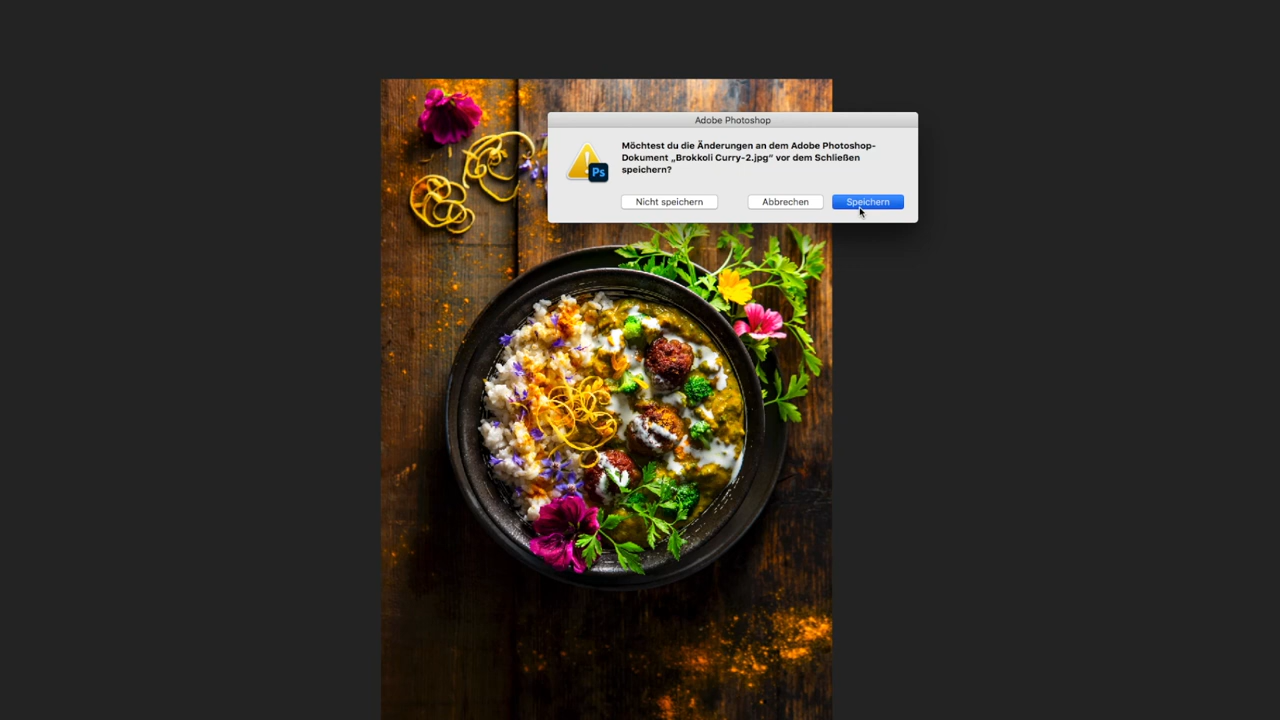 Adobe Photoshop
Möchtest du die Änderungen an dem Adobe Photoshop-
Dokument „Brokkoli Curry-2.jpg“ vor dem Schließen
speichern?
Ps
Nicht speichern
Abbrechen
Speichern